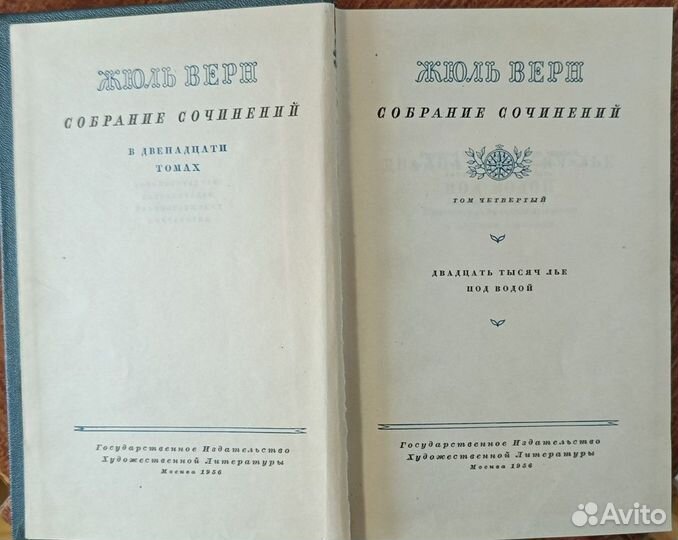 ЖЮЛЬ ВЕРН
СОБРАНИЕ СОЧИНЕНИЙ
В ДВЕНАДЦАТИ
ТОМАХ
Государственное Издательство
Художественной Литературы
Москва 1956
ЖЮЛЬ ВЕРН
СОБРАНИЕ СОЧИНЕНИЙ
ТОМ ЧЕТВЕРТЫЙ
ДВАДЦАТЬ ТЫСЯЧ ЛЬЕ
ПОД ВОДОЙ
Государственное Издательство
Художественной Литературы
Москва 1956
Avito